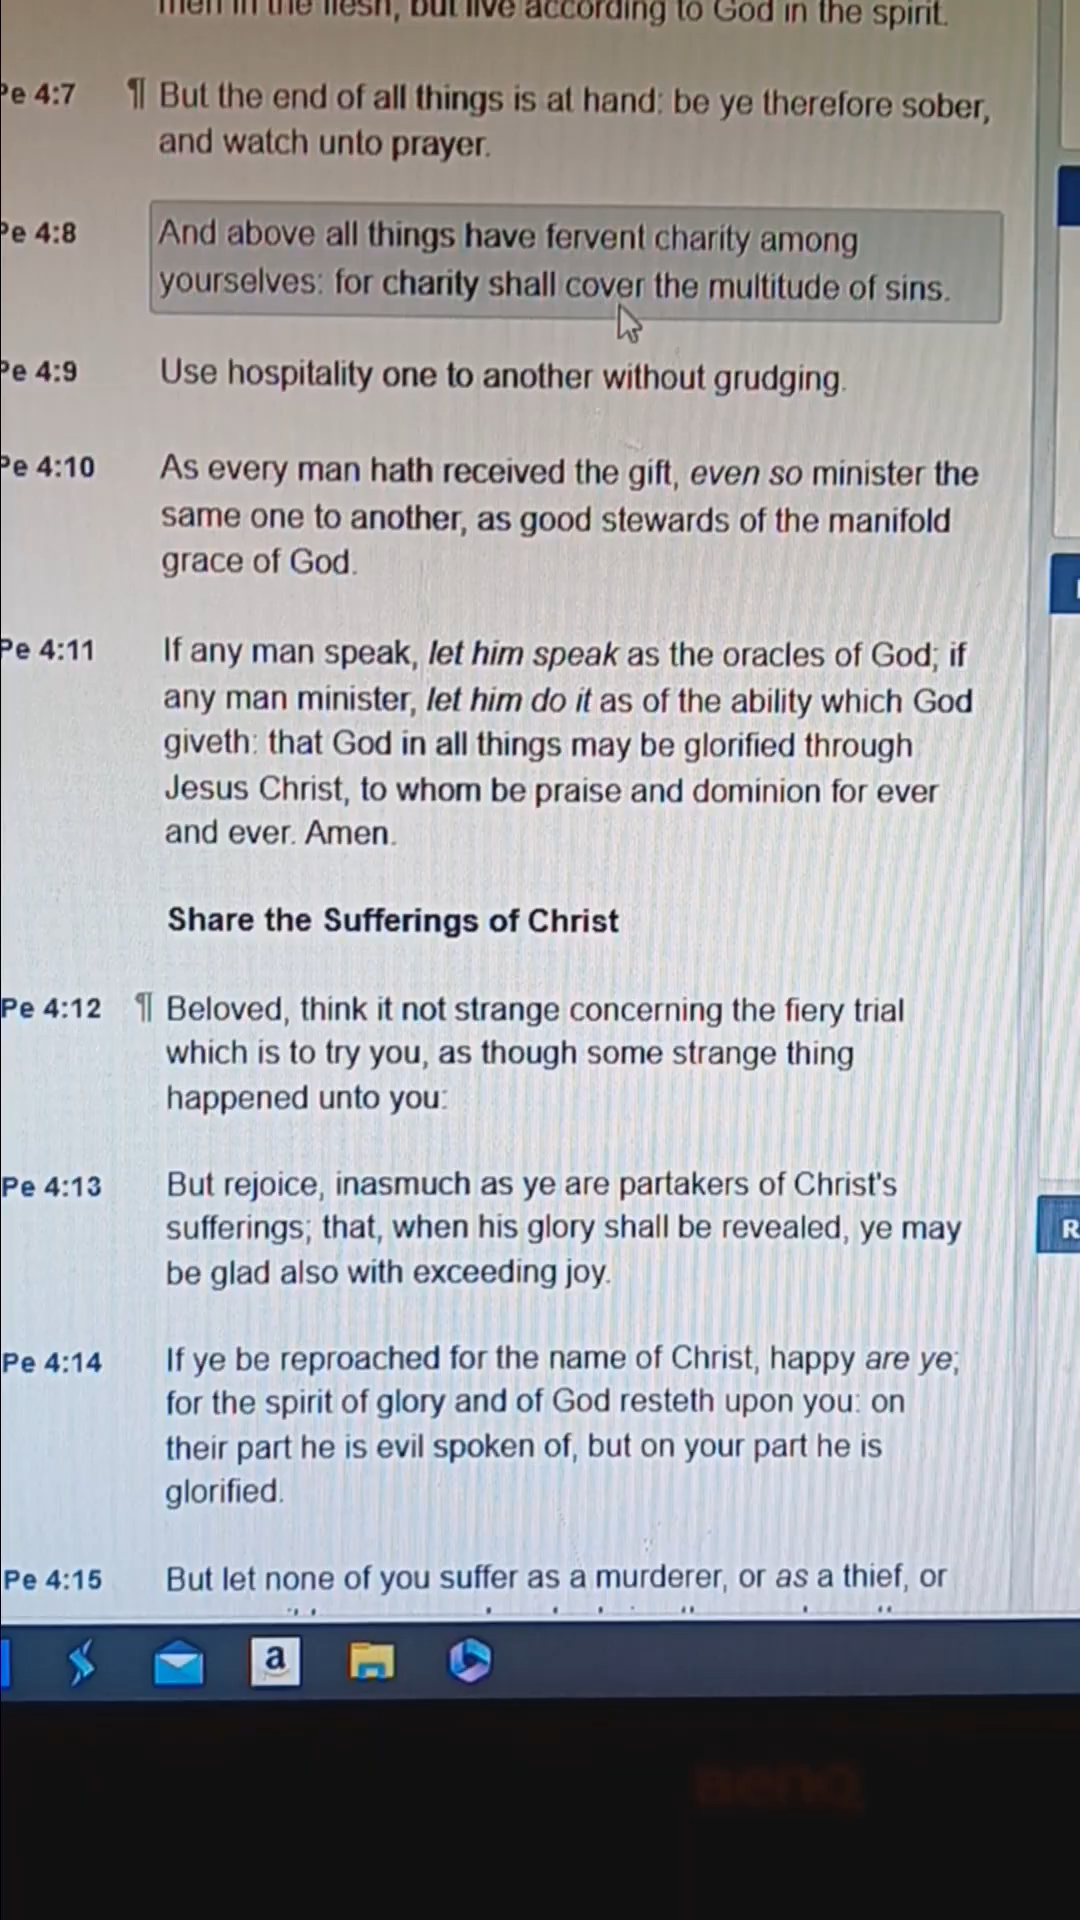 men in the flesh, but live according to God in the spirit.
Pe 4:7 ¶ But the end of all things is at hand: be ye therefore sober,
and watch unto prayer.
Pe 4:8 And above all things have fervent charity among
yourselves: for charity shall cover the multitude of sins.
Pe 4:9 Use hospitality one to another without grudging.
Pe 4:10 As every man hath received the gift, even so minister the
same one to another, as good stewards of the manifold
grace of God.
Pe 4:11 If any man speak, let him speak as the oracles of God; if
any man minister, let him do it as of the ability which God
giveth: that God in all things may be glorified through
Jesus Christ, to whom be praise and dominion for ever
and ever. Amen.
Share the Sufferings of Christ
Pe 4:12 ¶ Beloved, think it not strange concerning the fiery trial
which is to try you, as though some strange thing
happened unto you:
Pe 4:13 But rejoice, inasmuch as ye are partakers of Christ's
sufferings; that, when his glory shall be revealed, ye may
be glad also with exceeding joy.
R
Pe 4:14 If ye be reproached for the name of Christ, happy are ye;
for the spirit of glory and of God resteth upon you: on
their part he is evil spoken of, but on your part he is
glorified.
Pe 4:15 But let none of you suffer as a murderer, or as a thief, or
a
BenQ